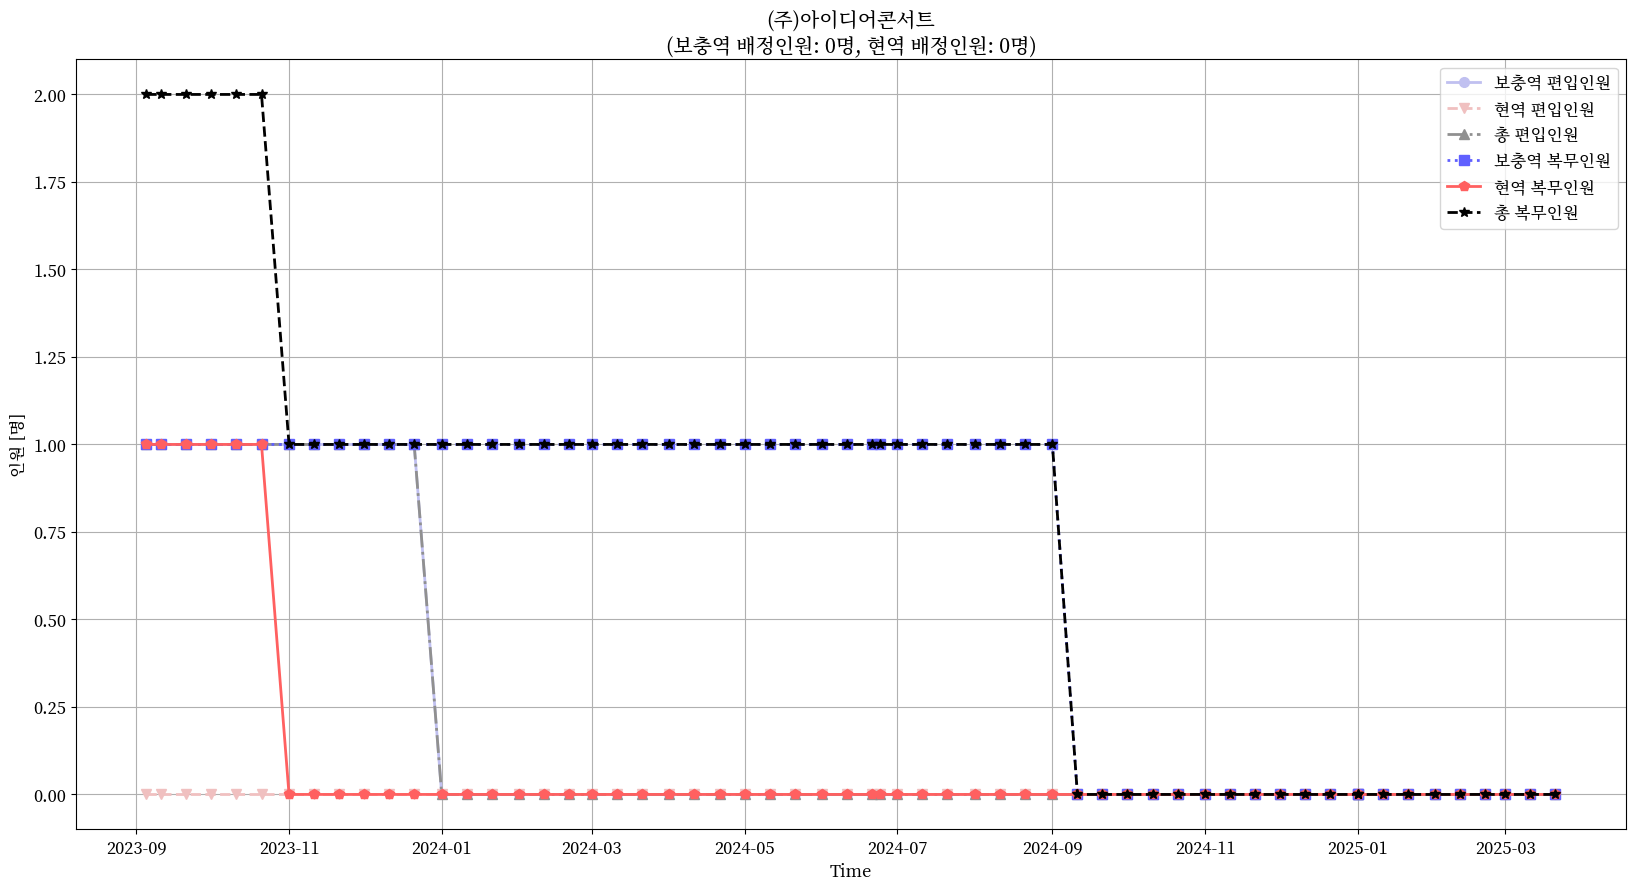 (주)아이디어콘서트
(보충역 배정인원: 0명, 현역 배정인원: 0명)
보충역 편입인원
현역 편입인원
총 편입인원
보충역 복무인원
현역 복무인원
총 복무인원
2.00
1.75
1.50
1.25
1.00
0.75
0.50
0.25
0.00
인원 [명]
2023-09
2023-11
2024-01
2024-03
2024-05
2024-07
2024-09
2024-11
2025-01
2025-03
Time